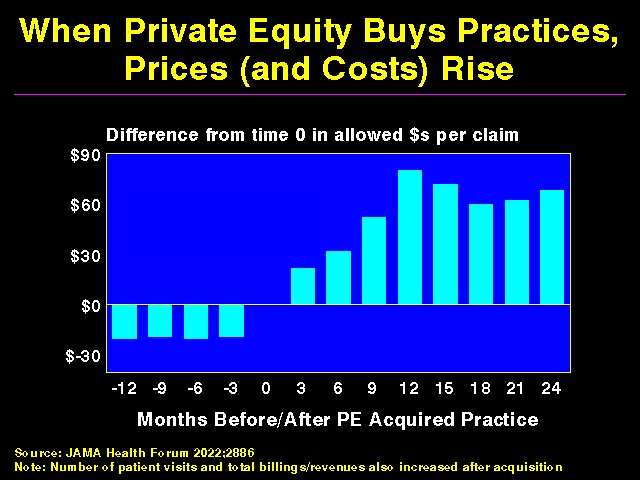 When Private Equity Buys Practices,
Prices (and Costs) Rise
Difference from time 0 in allowed $s per claim
$90
$60
$30
$0
$-30
-12 -9 -6 -3 0 3 6 9 12 15 18 21 24
Months Before/After PE Acquired Practice
Source: JAMA Health Forum 2022;2886
Note: Number of patient visits and total billings/revenues also increased after acquisition